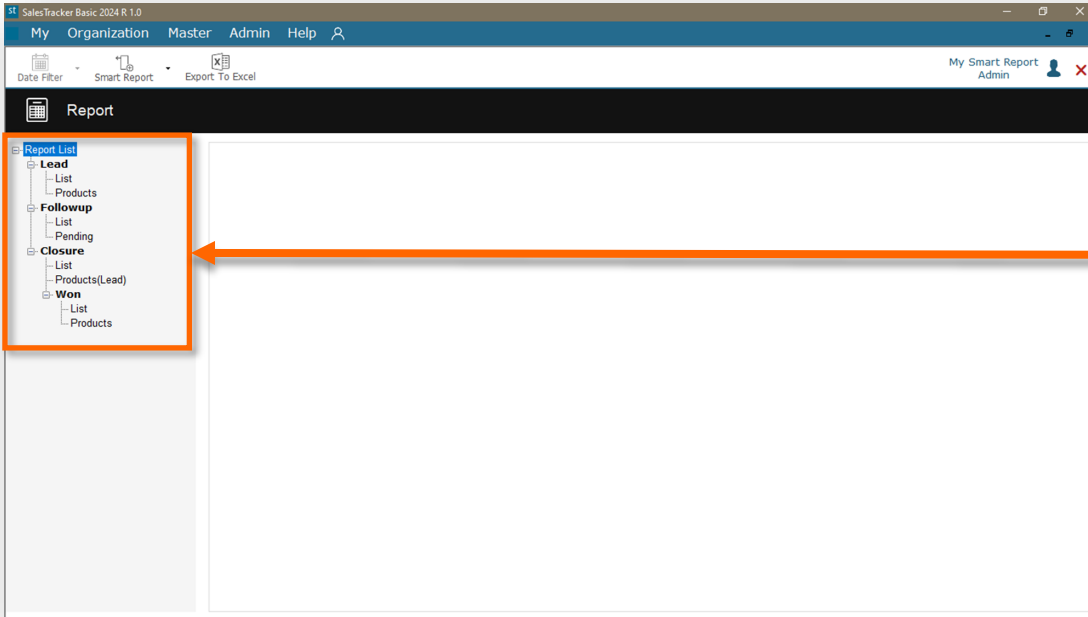 st SalesTracker Basic 2024 R 1.0
My Organization Master Admin Help
Date Filter Smart Report Export To Excel
My Smart Report
Admin
Report
Report List
Lead
List
Products
Followup
List
Pending
Closure
List
Products(Lead)
Won
List
Products